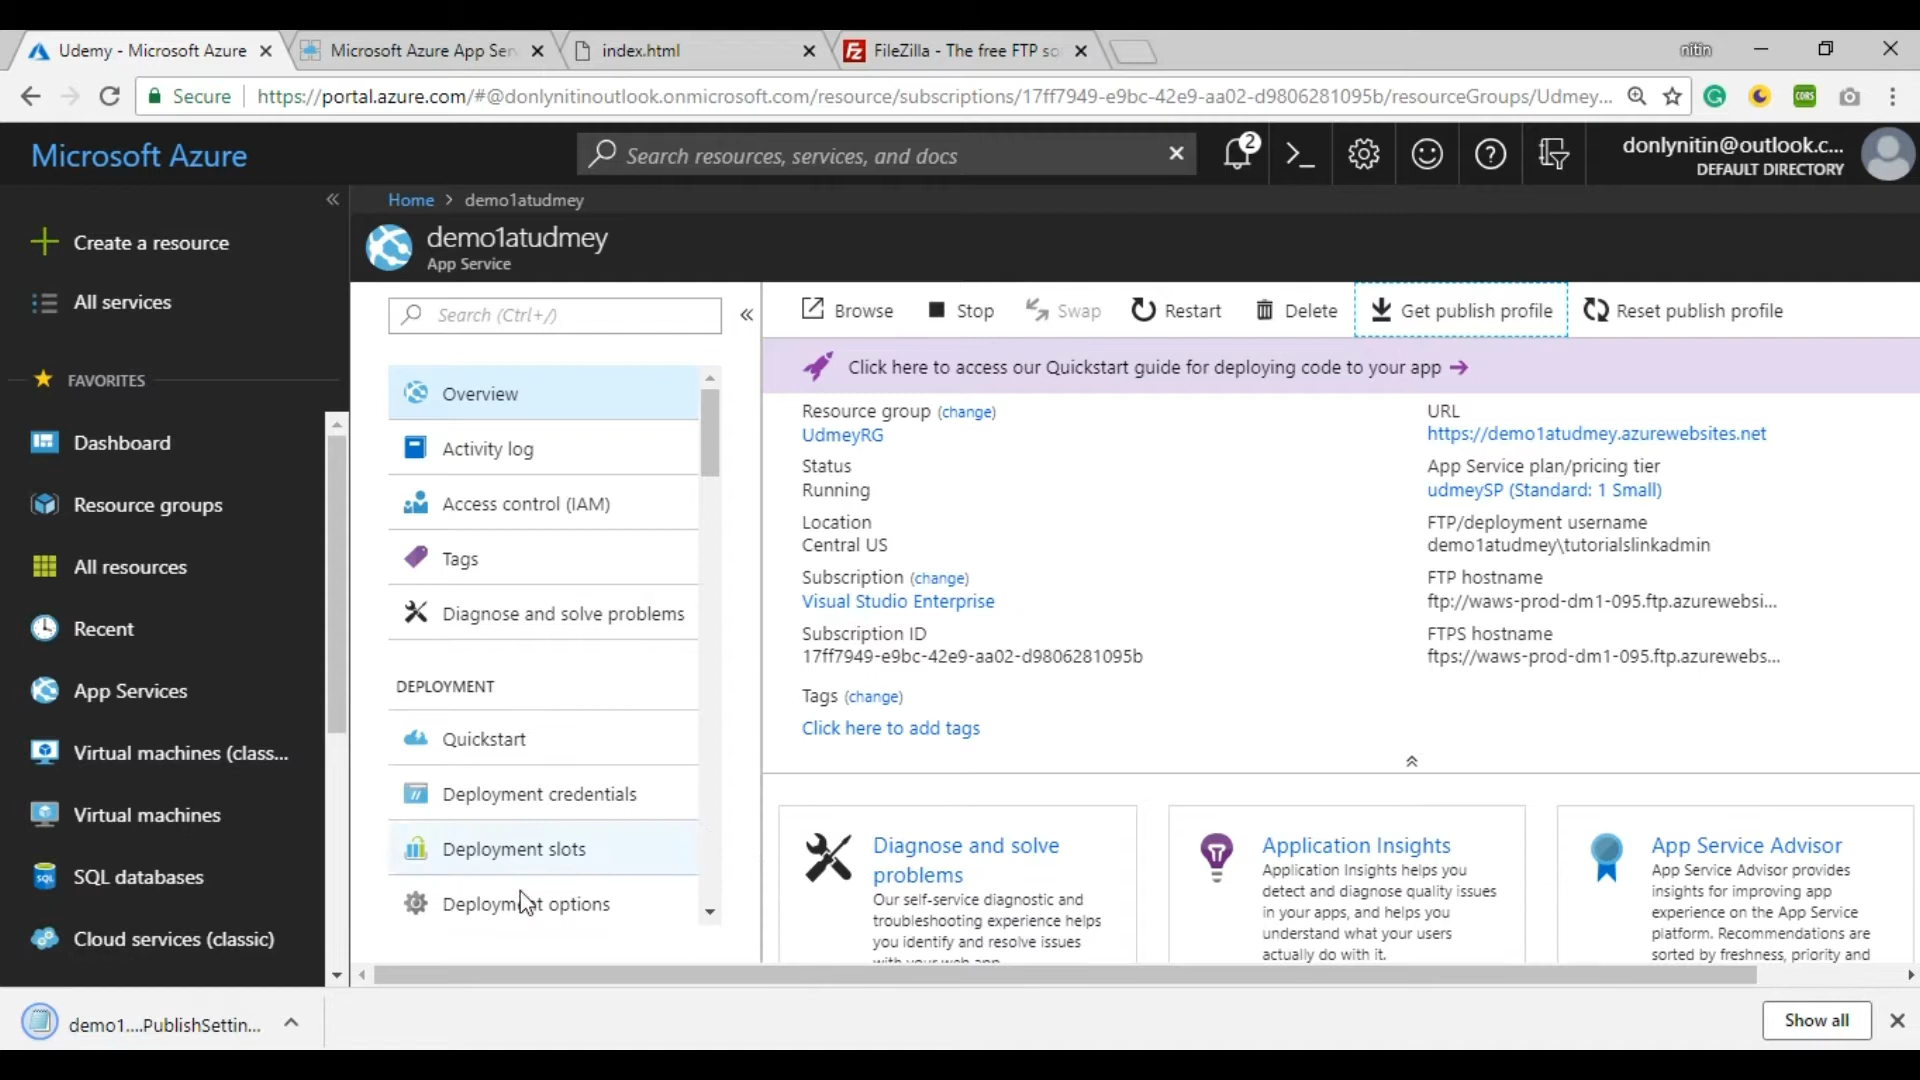 Udemy - Microsoft Azure
Microsoft Azure App Ser
index.html
FileZilla - The free FTP so
nitin
Secure
https://portal.azure.com/#@donlynitinoutlook.onmicrosoft.com/resource/subscriptions/17ff7949-e9bc-42e9-aa02-d9806281095b/resourceGroups/Udmey...
CORS
Microsoft Azure
Search resources, services, and docs
2
donlynitin@outlook.c...
DEFAULT DIRECTORY
Home > demo1atudmey
demo1atudmey
App Service
Create a resource
All services
FAVORITES
Dashboard
Resource groups
All resources
Recent
App Services
Virtual machines (class...
Virtual machines
SQL databases
Cloud services (classic)
Search (Ctrl+/)
Overview
Activity log
Access control (IAM)
Tags
Diagnose and solve problems
DEPLOYMENT
Quickstart
Deployment credentials
Deployment slots
Deployment options
Browse Stop Swap Restart Delete Get publish profile Reset publish profile
Click here to access our Quickstart guide for deploying code to your app
Resource group (change)
UdmeyRG
Status
Running
Location
Central US
Subscription (change)
Visual Studio Enterprise
Subscription ID
17ff7949-e9bc-42e9-aa02-d9806281095b
Tags (change)
Click here to add tags
URL
https://demo1atudmey.azurewebsites.net
App Service plan/pricing tier
udmeySP (Standard: 1 Small)
FTP/deployment username
demo1atudmey\tutorialslinkadmin
FTP hostname
ftp://waws-prod-dm1-095.ftp.azurewebsi...
FTPS hostname
ftps://waws-prod-dm1-095.ftp.azurewebs...
Diagnose and solve
problems
Our self-service diagnostic and
troubleshooting experience helps
you identify and resolve issues
with your web app
Application Insights
Application Insights helps you
detect and diagnose quality issues
in your apps, and helps you
understand what your users
actually do with it.
App Service Advisor
App Service Advisor provides
insights for improving app
experience on the App Service
platform. Recommendations are
sorted by freshness, priority and
demo1....PublishSettin...
Show all